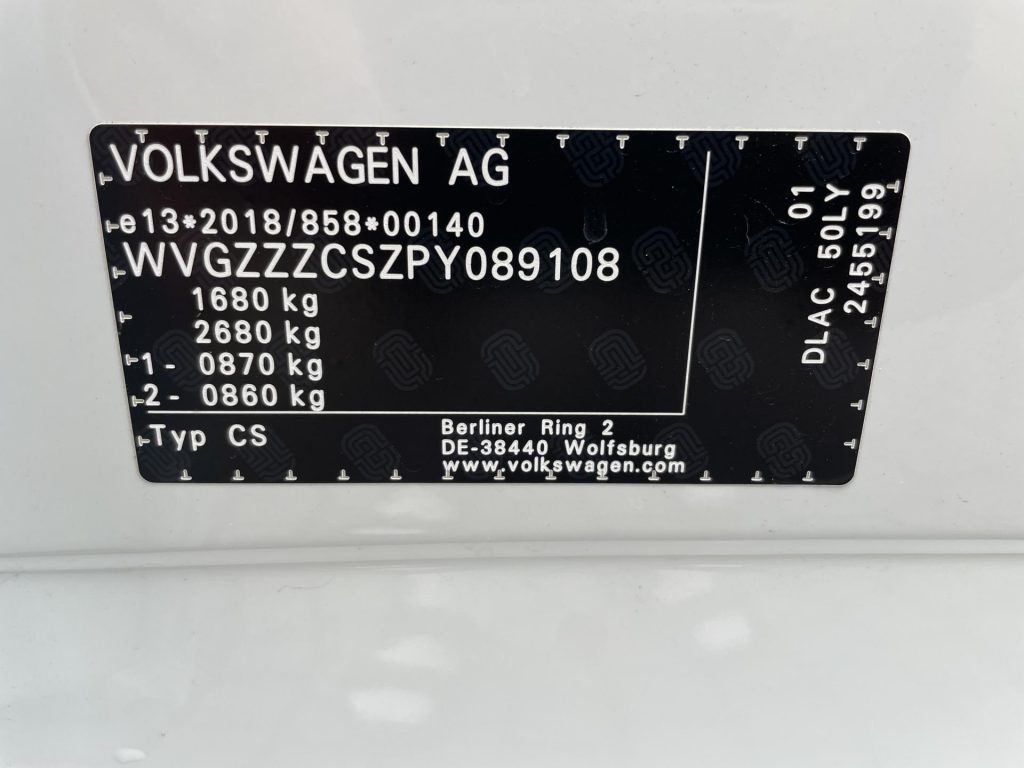 VOLKSWAGEN AG
e13*2018/858*00140
WVGZZZCSZPY089108
1680 kg
2680 kg
1- 0870 kg
2- 0860 kg
Typ CS
Berliner Ring 2
DE-38440 Wolfsburg
www.volkswagen.com
01
DLAC 50LY
2455199